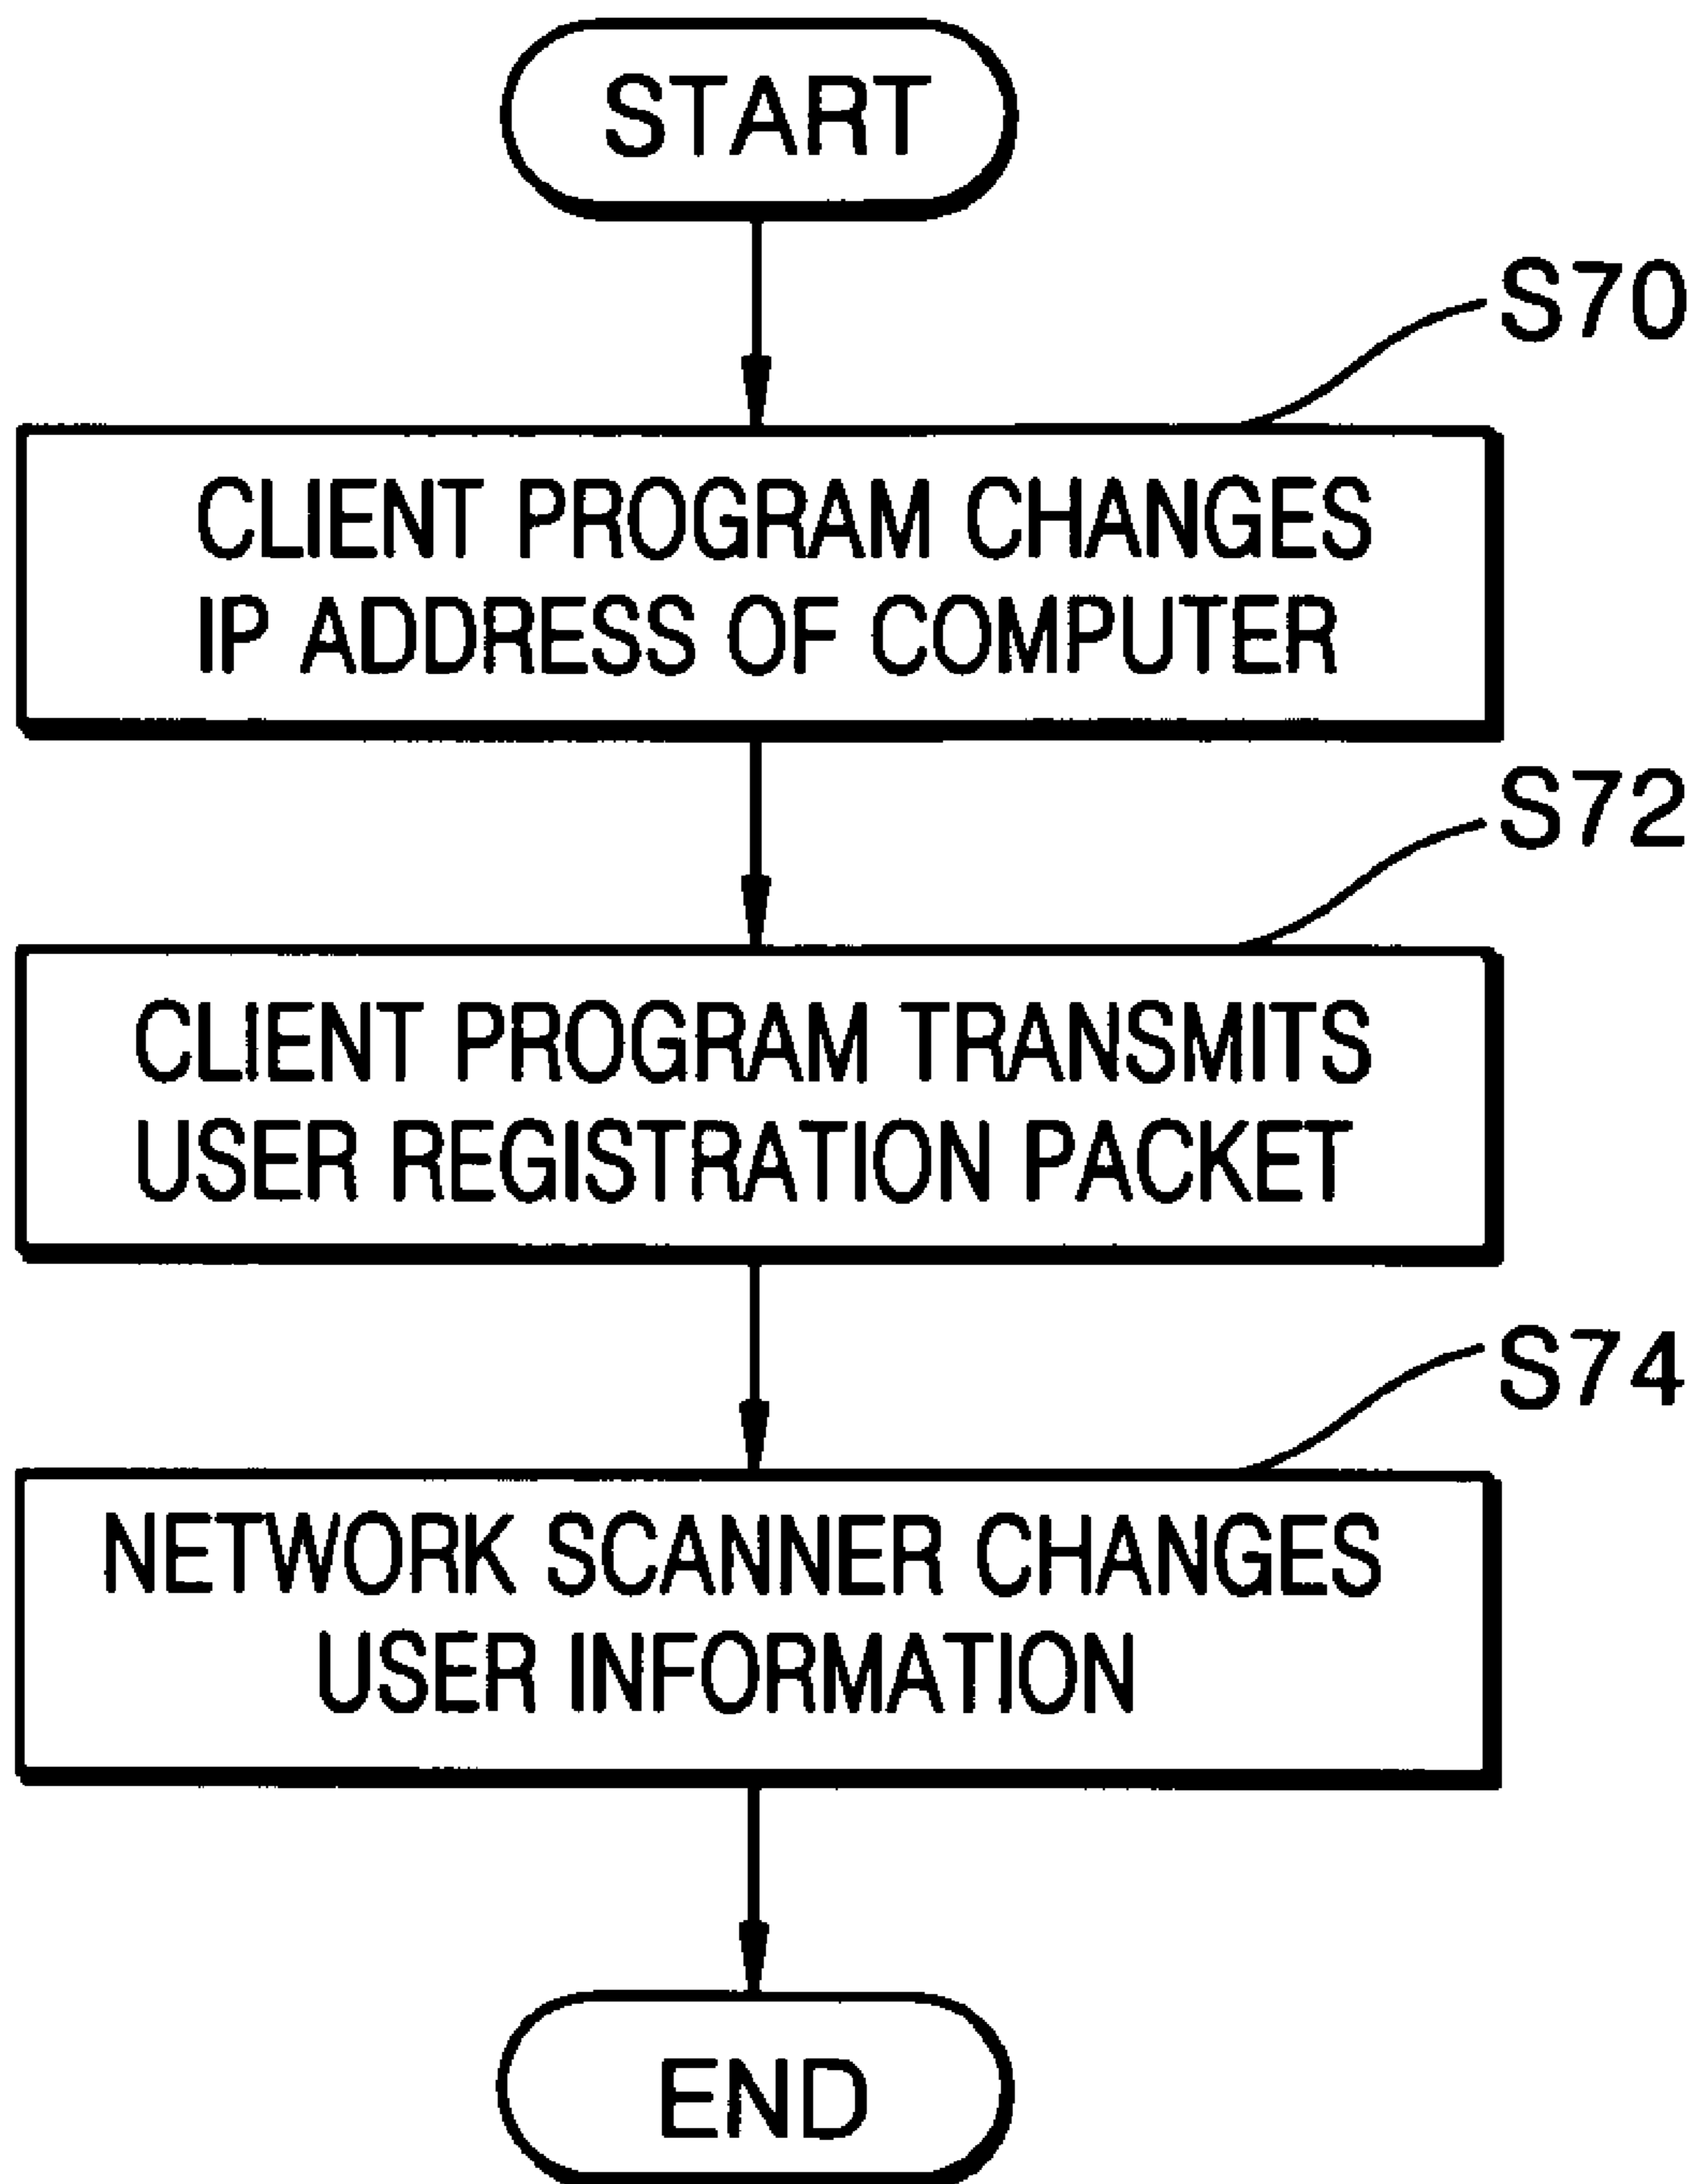 START
S70
CLIENT PROGRAM CHANGES
IP ADDRESS OF COMPUTER
S72
CLIENT PROGRAM TRANSMITS
USER REGISTRATION PACKET
S74
NETWORK SCANNER CHANGES
USER INFORMATION
END